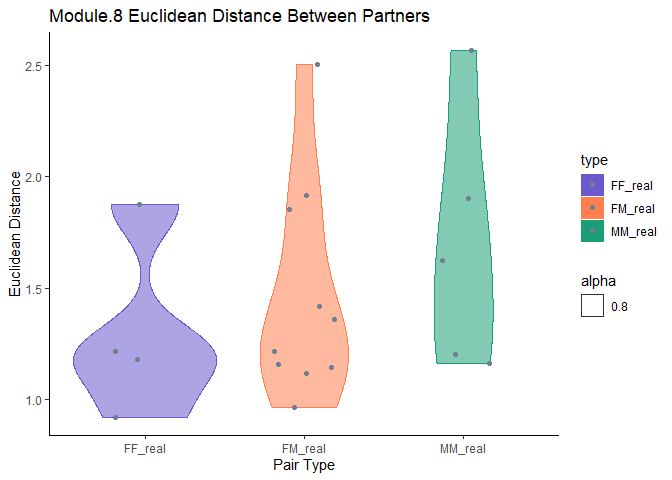 Module.8 Euclidean Distance Between Partners
Euclidean Distance
2.5
2.0
1.5
1.0
FF_real
FM_real
MM_real
Pair Type
type
FF_real
FM_real
MM_real
alpha
0.8